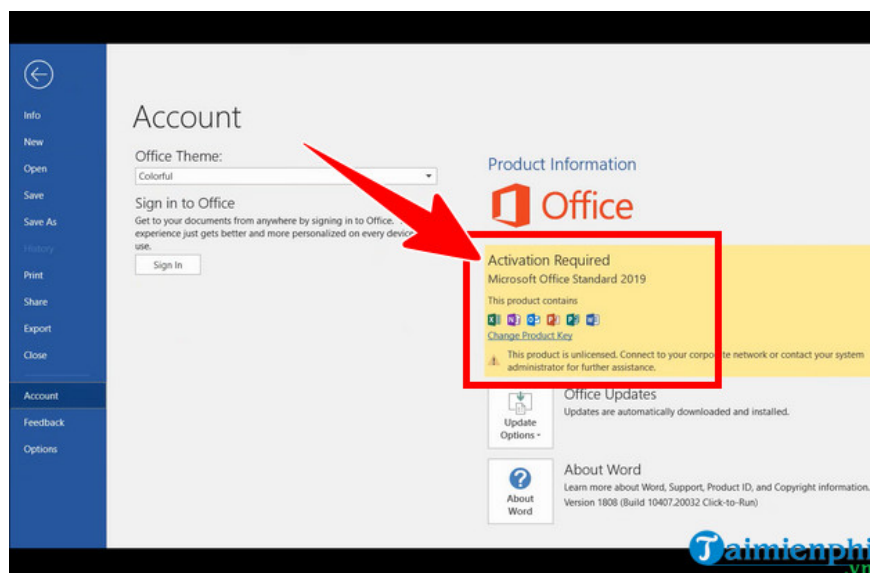 Info
New
Open
Save
Save As
History
Print
Share
Export
Close
Account
Feedback
Options
Account
Office Theme:
Colorful
Sign in to Office
Get to your documents from anywhere by signing in to Office.
experience just gets better and more personalized on every device
use.
Sign In
Product Information
Office
Activation Required
Microsoft Office Standard 2019
This product contains
Change Product Key
This product is unlicensed. Connect to your corporate network or contact your system
administrator for further assistance.
Update
Options
Office Updates
Updates are automatically downloaded and installed.
About
Word
About Word
Learn more about Word, Support, Product ID, and Copyright information.
Version 1808 (Build 10407.20032 Click-to-Run)
Taimienphi
.vn